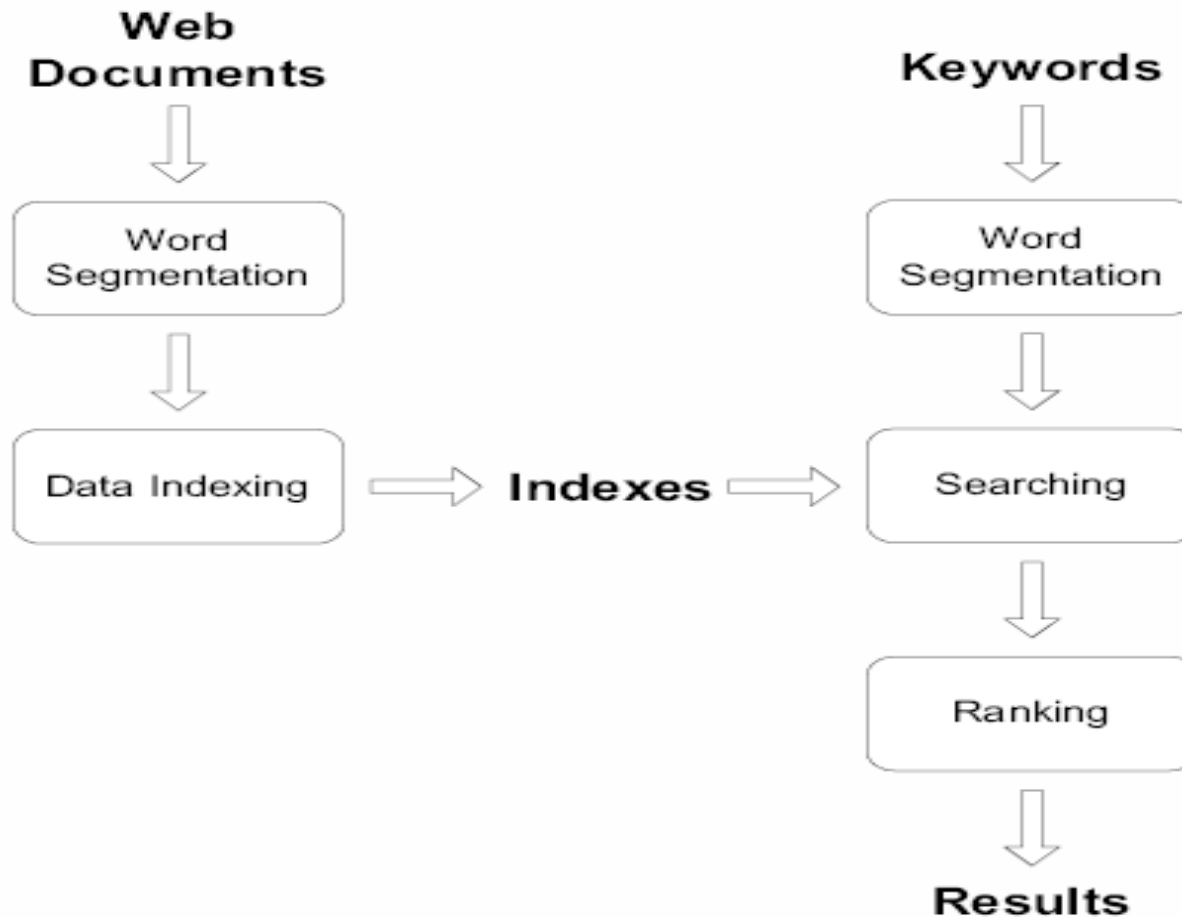 Web
Documents
Keywords
Word
Segmentation
Word
Segmentation
Data Indexing
Indexes
Searching
Ranking
Results